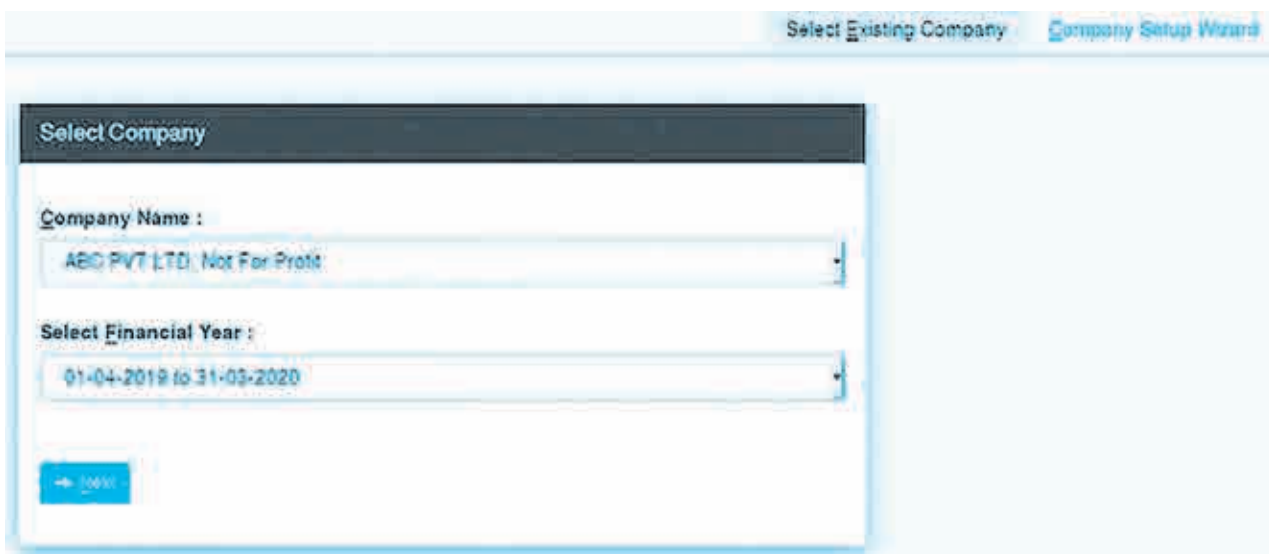 Select Existing Company Company Setup Wizard
Select Company
Company Name :
ABC PVT LTD, Not For Profit
Select Financial Year :
01-04-2019 to 31-03-2020
Next